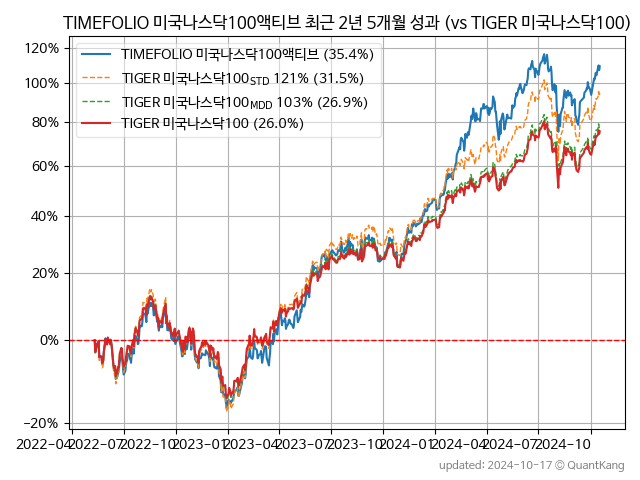 TIMEFOLIO 미국나스닥100액티브 최근 2년 5개월 성과 (vs TIGER 미국나스닥100)
120%
100%
80%
60%
40%
20%
0%
−20%
TIMEFOLIO 미국나스닥100액티브 (35.4%)
TIGER 미국나스닥100STD 121% (31.5%)
TIGER 미국나스닥100MDD 103% (26.9%)
TIGER 미국나스닥100 (26.0%)
2022-04 2022-07 2022-10 2023-01 2023-04 2023-07 2023-10 2024-01 2024-04 2024-07 2024-10
updated: 2024-10-17 © QuantKang